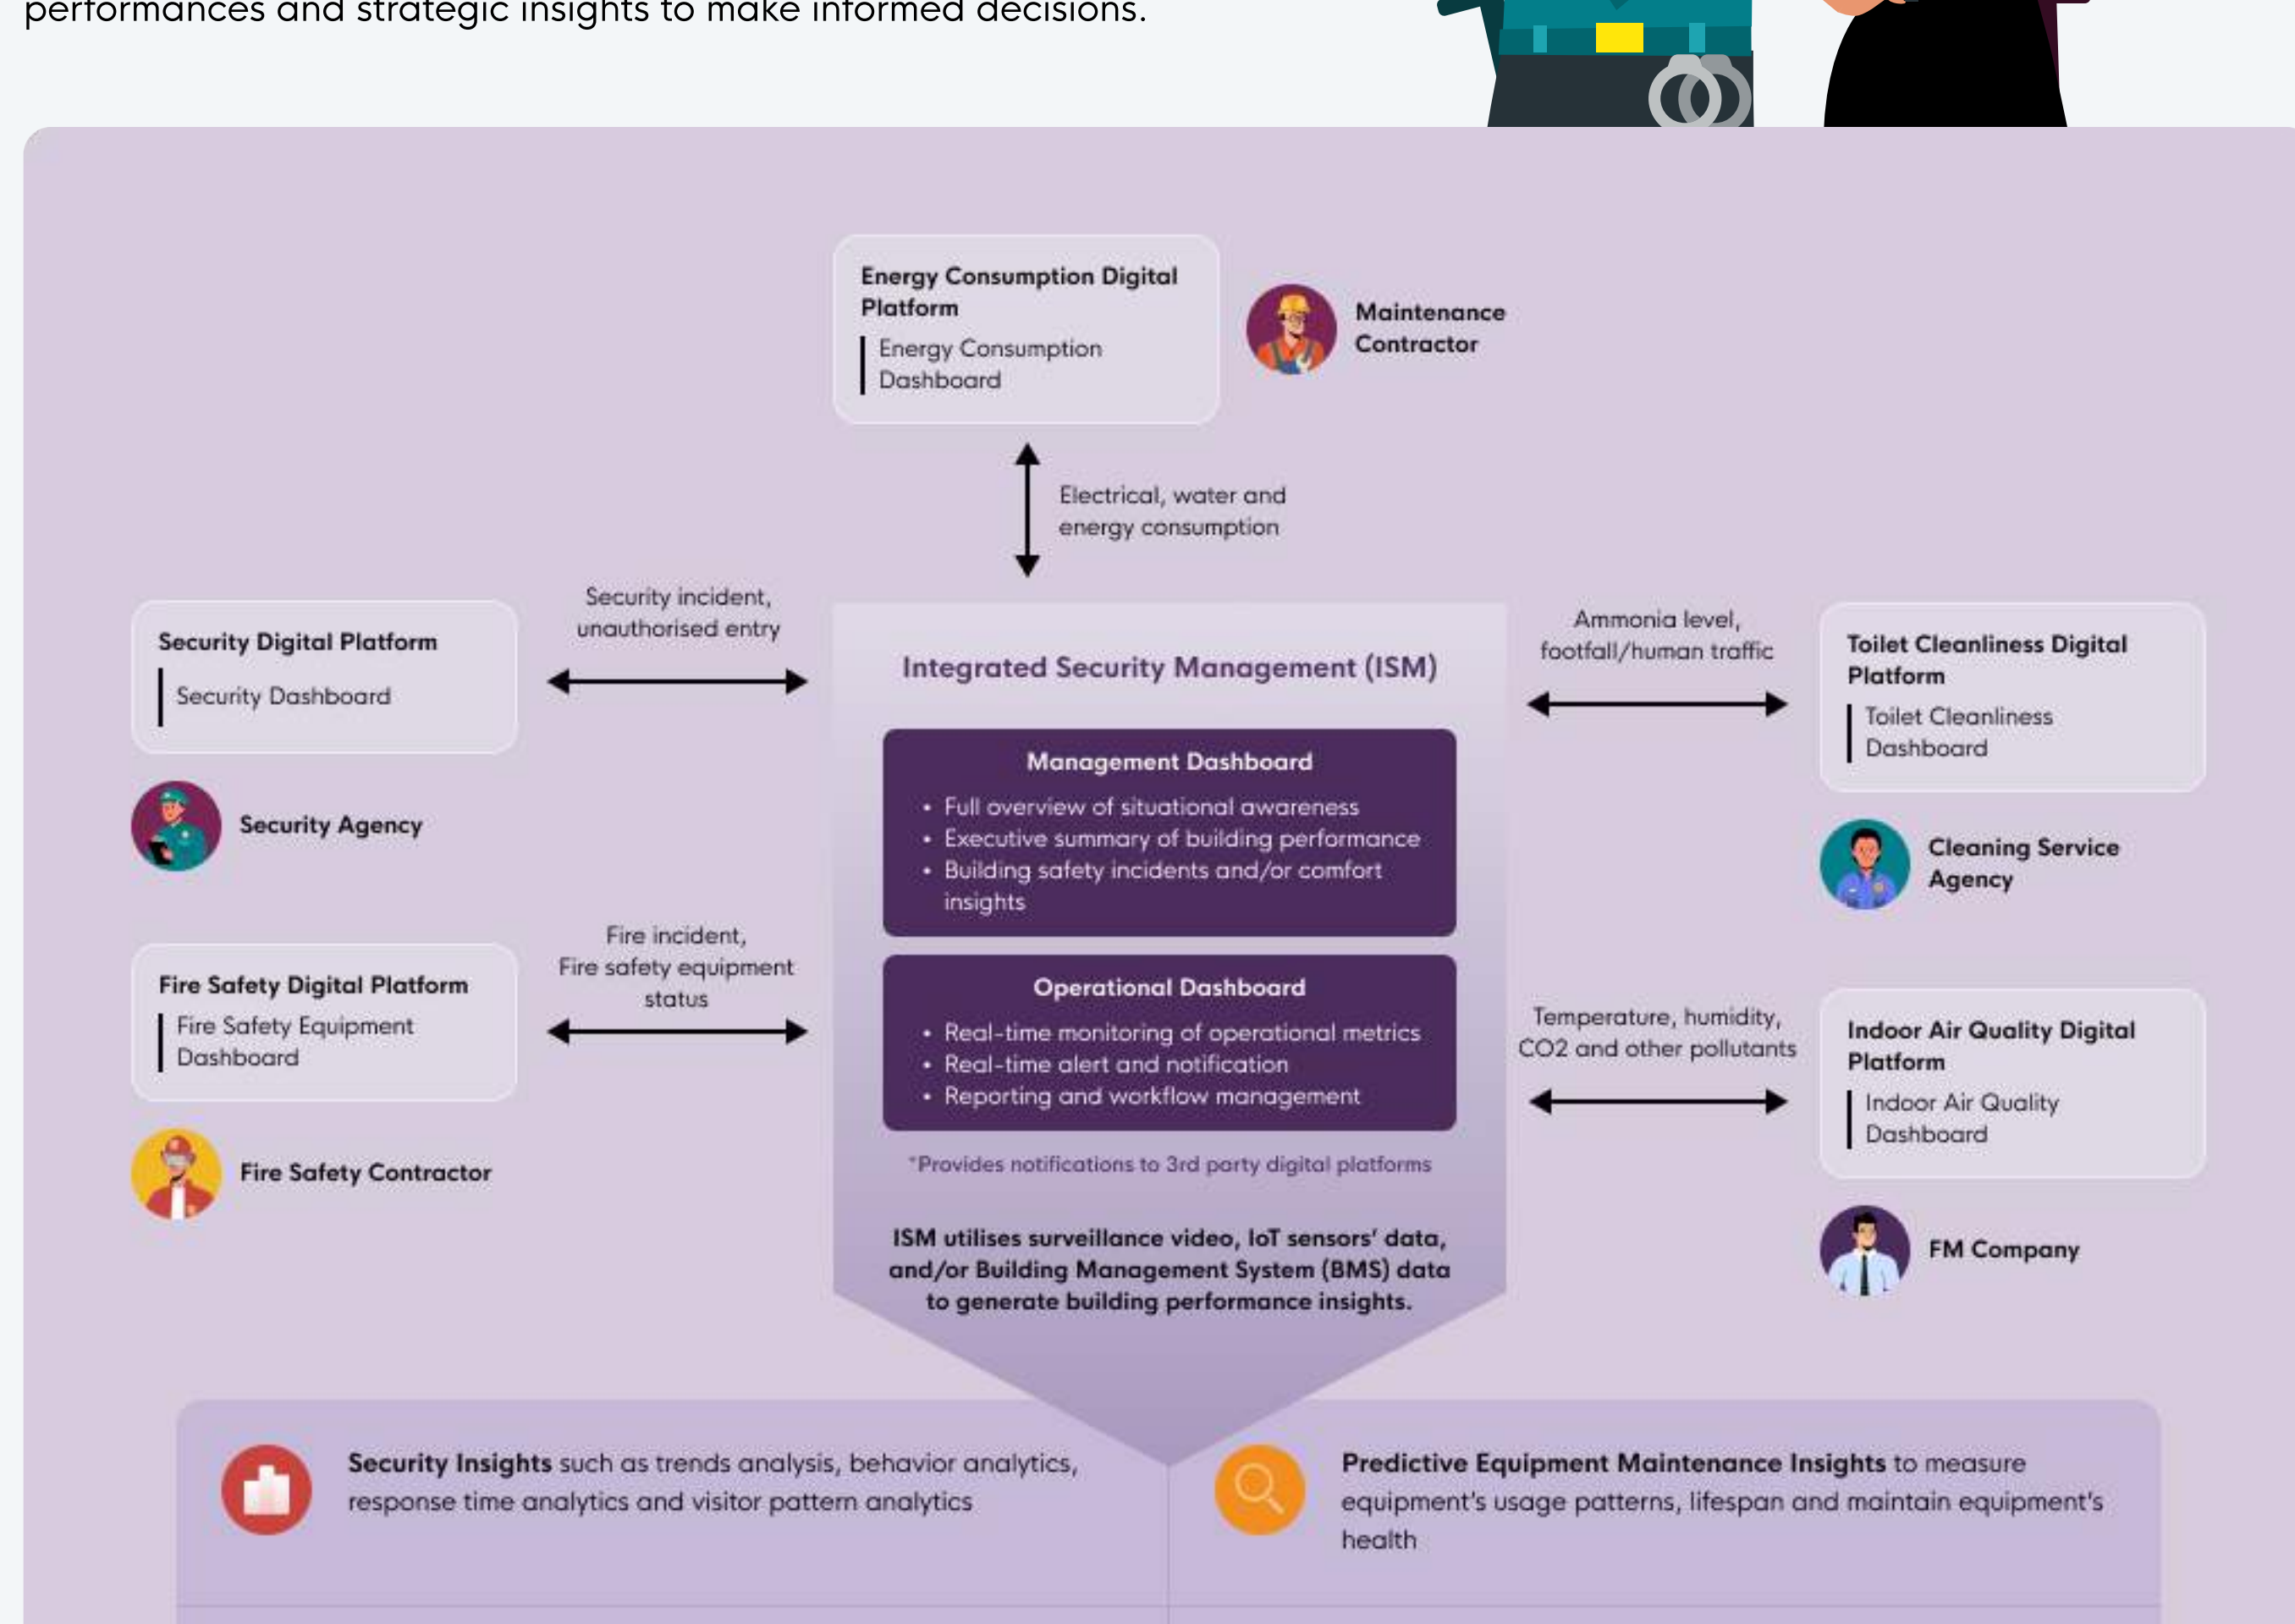 performances and strategic insights to make informed decisions.
Energy Consumption Digital
Platform
Energy Consumption
Dashboard
Maintenance
Contractor
Electrical, water and
energy consumption
Security incident,
unauthorised entry
Security Digital Platform
Security Dashboard
Security Agency
Fire incident,
Fire safety equipment
status
Fire Safety Digital Platform
Fire Safety Equipment
Dashboard
Fire Safety Contractor
Integrated Security Management (ISM)
Management Dashboard
• Full overview of situational awareness
• Executive summary of building performance
• Building safety incidents and/or comfort
insights
Operational Dashboard
• Real-time monitoring of operational metrics
• Real-time alert and notification
• Reporting and workflow management
*Provides notifications to 3rd party digital platforms
ISM utilises surveillance video, IoT sensors' data,
and/or Building Management System (BMS) data
to generate building performance insights.
Ammonia level,
footfall/human traffic
Toilet Cleanliness Digital
Platform
Toilet Cleanliness
Dashboard
Cleaning Service
Agency
Temperature, humidity,
CO2 and other pollutants
Indoor Air Quality Digital
Platform
Indoor Air Quality
Dashboard
FM Company
Security Insights such as trends analysis, behavior analytics,
response time analytics and visitor pattern analytics
Predictive Equipment Maintenance Insights to measure
equipment's usage patterns, lifespan and maintain equipment's
health